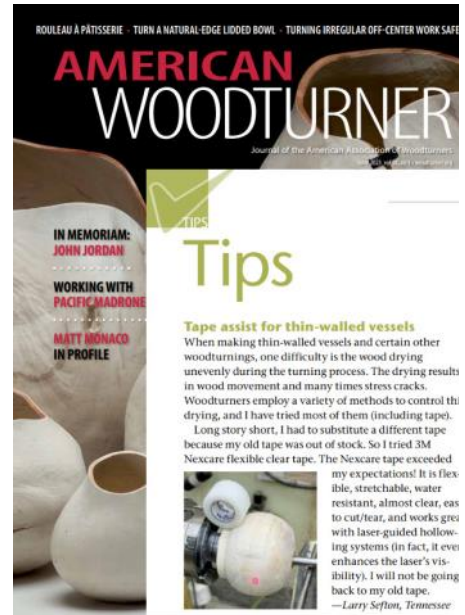 ROULEAU À PÂTISSERIE · TURN A NATURAL-EDGE LIDDED BOWL · TURNING IRREGULAR OFF-CENTER WORK SAFE
AMERICAN
WOODTURNER
Journal of the American Association of Woodturners
TIPS
IN MEMORIAM:
JOHN JORDAN
WORKING WITH
PACIFIC MADRONE
MATT MONACO
IN PROFILE
Tips
Tape assist for thin-walled vessels
When making thin-walled vessels and certain other
woodturnings, one difficulty is the wood drying
unevenly during the turning process. The drying results
in wood movement and many times stress cracks.
Woodturners employ a variety of methods to control thi
drying, and I have tried most of them (including tape).
Long story short, I had to substitute a different tape
because my old tape was out of stock. So I tried 3M
Nexcare flexible clear tape. The Nexcare tape exceeded
my expectations! It is flex-
ible, stretchable, water
resistant, almost clear, eas
to cut/tear, and works grea
with laser-guided hollow-
ing systems (in fact, it even
enhances the laser's vis-
ibility). I will not be going
back to my old tape.
—Larry Sefton, Tennessee